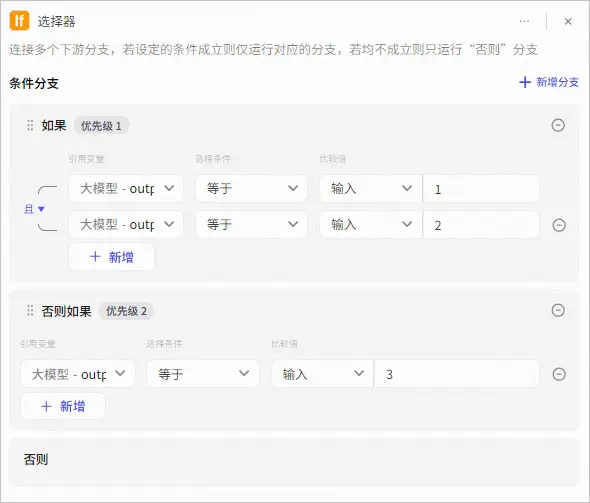 If 选择器 ... ×
连接多个下游分支，若设定的条件成立则仅运行对应的分支，若均不成立则只运行“否则”分支
条件分支 + 新增分支
如果 优先级 1
引用变量 选择条件 比较值
大模型 - outp 等于 输入 1
且
大模型 - outp 等于 输入 2
+ 新增
否则如果 优先级 2
引用变量 选择条件 比较值
大模型 - outp 等于 输入 3
+ 新增
否则